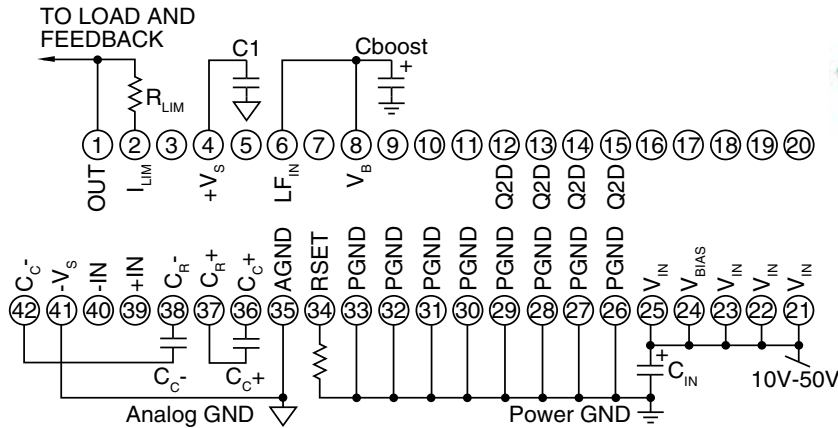 TO LOAD AND
FEEDBACK
C1
Cboost
+
R_LIM
1 2 3 4 5 6 7 8 9 10 11 12 13 14 15 16 17 18 19 20
OUT I_LIM +V_S LF_IN V_B Q2D Q2D Q2D Q2D
C_C- -V_S -IN +IN C_R- C_R+ C_C+ AGND RSET PGND PGND PGND PGND PGND PGND PGND PGND V_IN V_BIAS V_IN V_IN V_IN
42 41 40 39 38 37 36 35 34 33 32 31 30 29 28 27 26 25 24 23 22 21
+
C_IN
C_C- C_C+
10V-50V
Analog GND Power GND